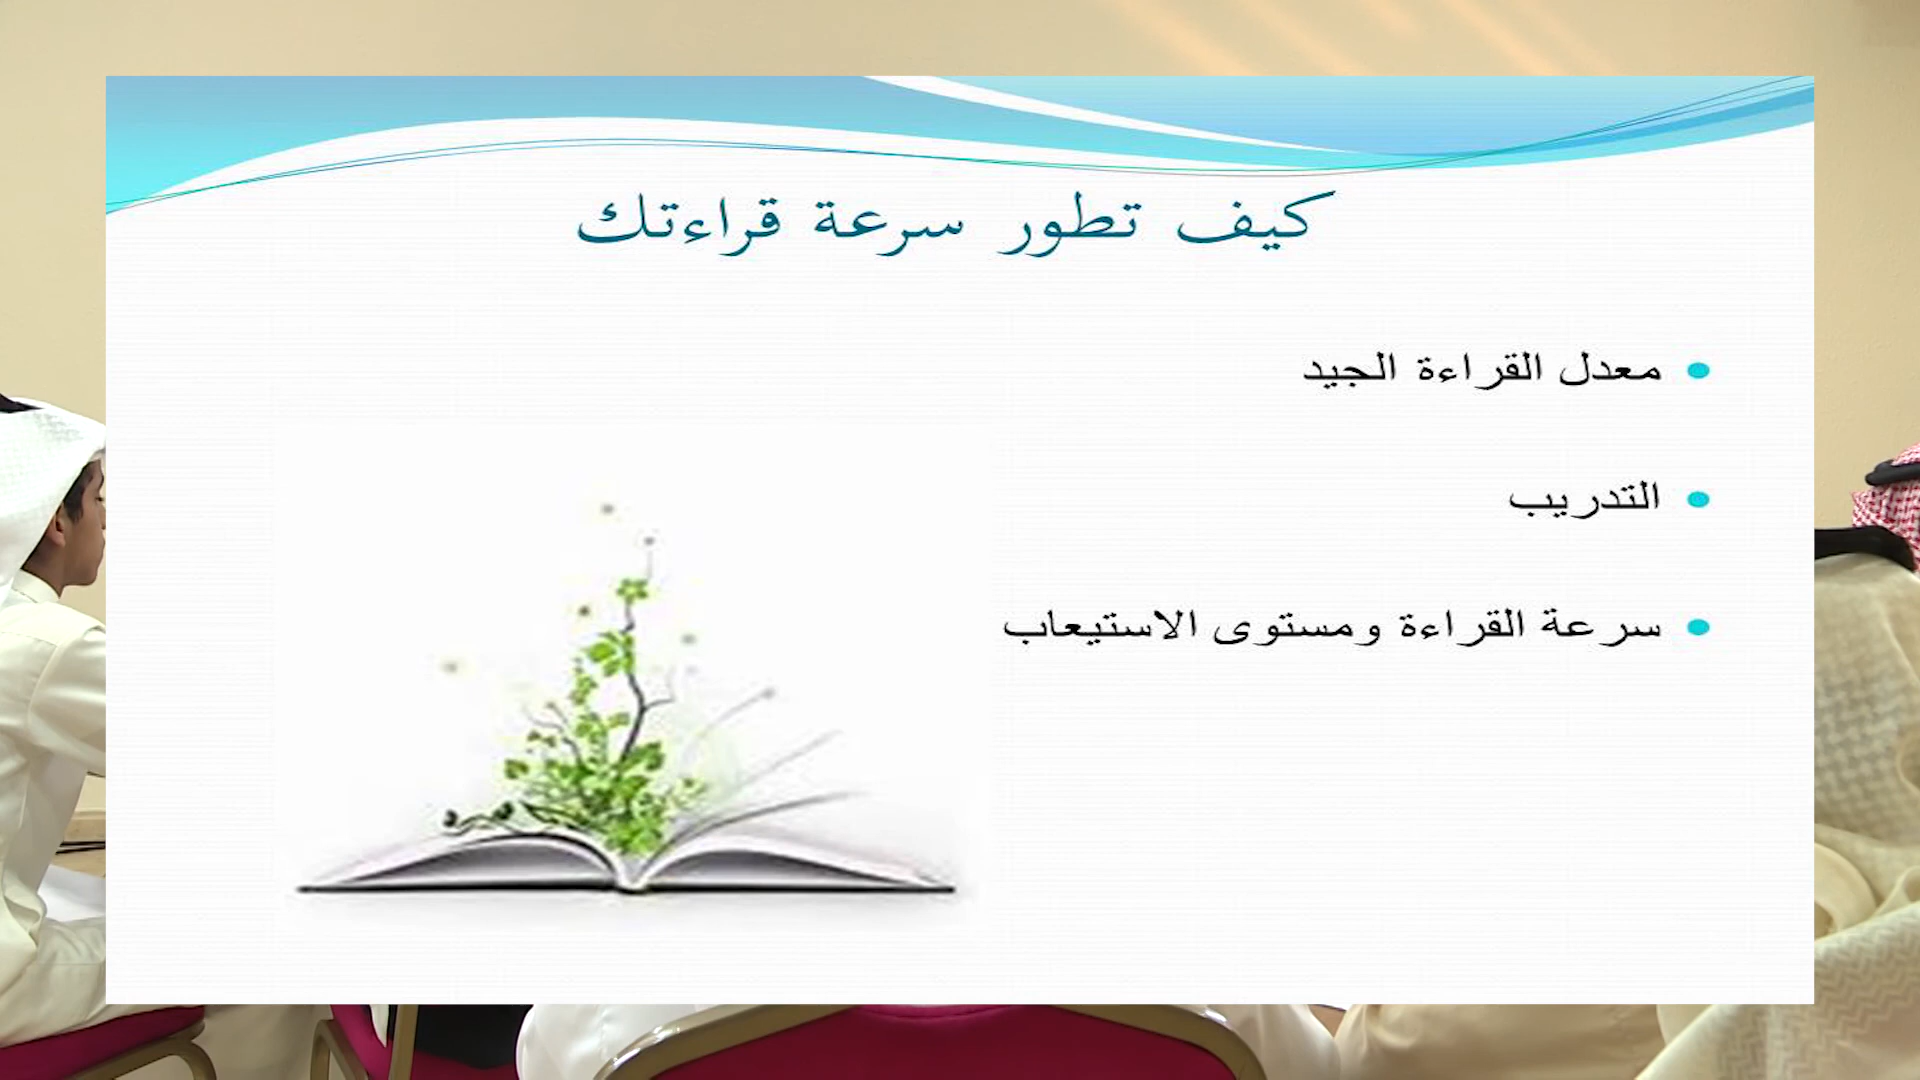 كيف تطور سرعة قراءتك
معدل القراءة الجيد
التدريب
سرعة القراءة ومستوى الاستيعاب